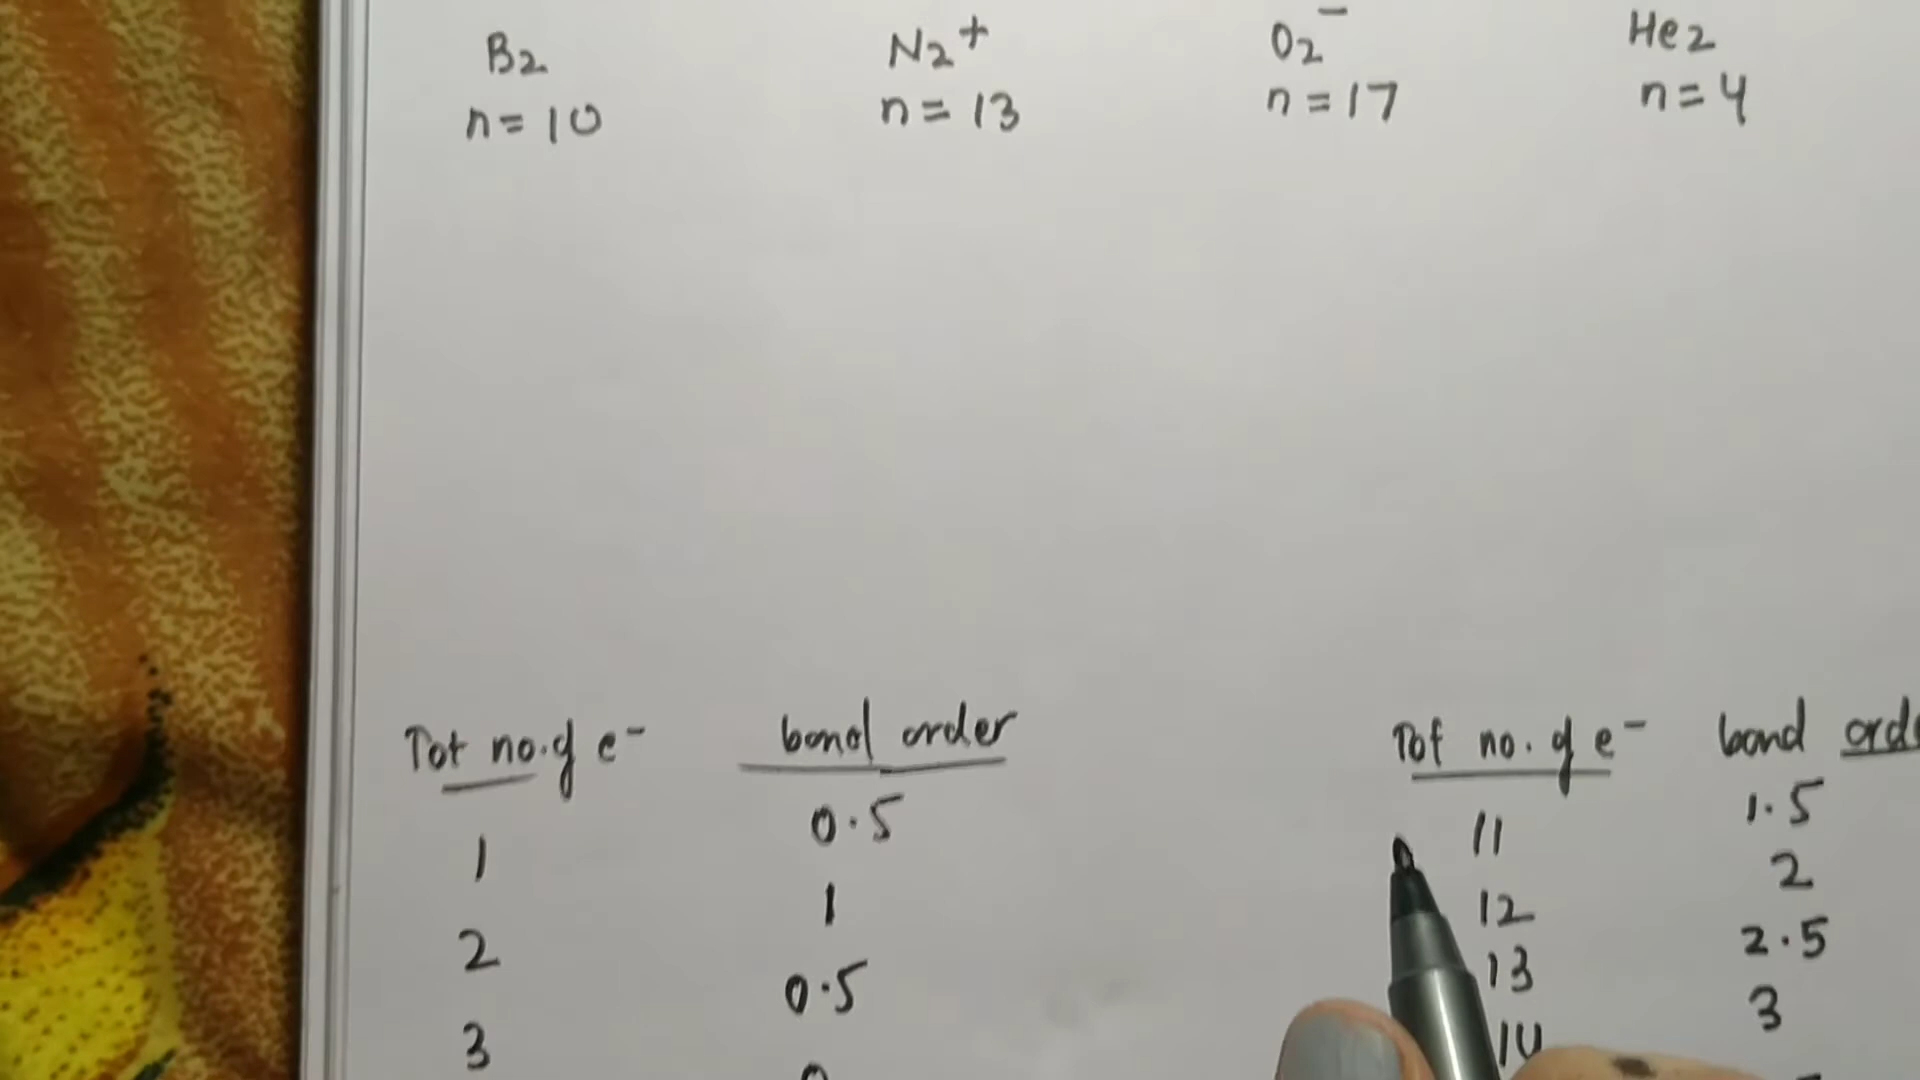 B2 N2+ O2- He2
n=10 n=13 n=17 n=4
Tot no.of e- bond order Tot no. of e- bond
1 0.5 11 1.5
2 1 12 2
3 0.5 13 2.5
14 3